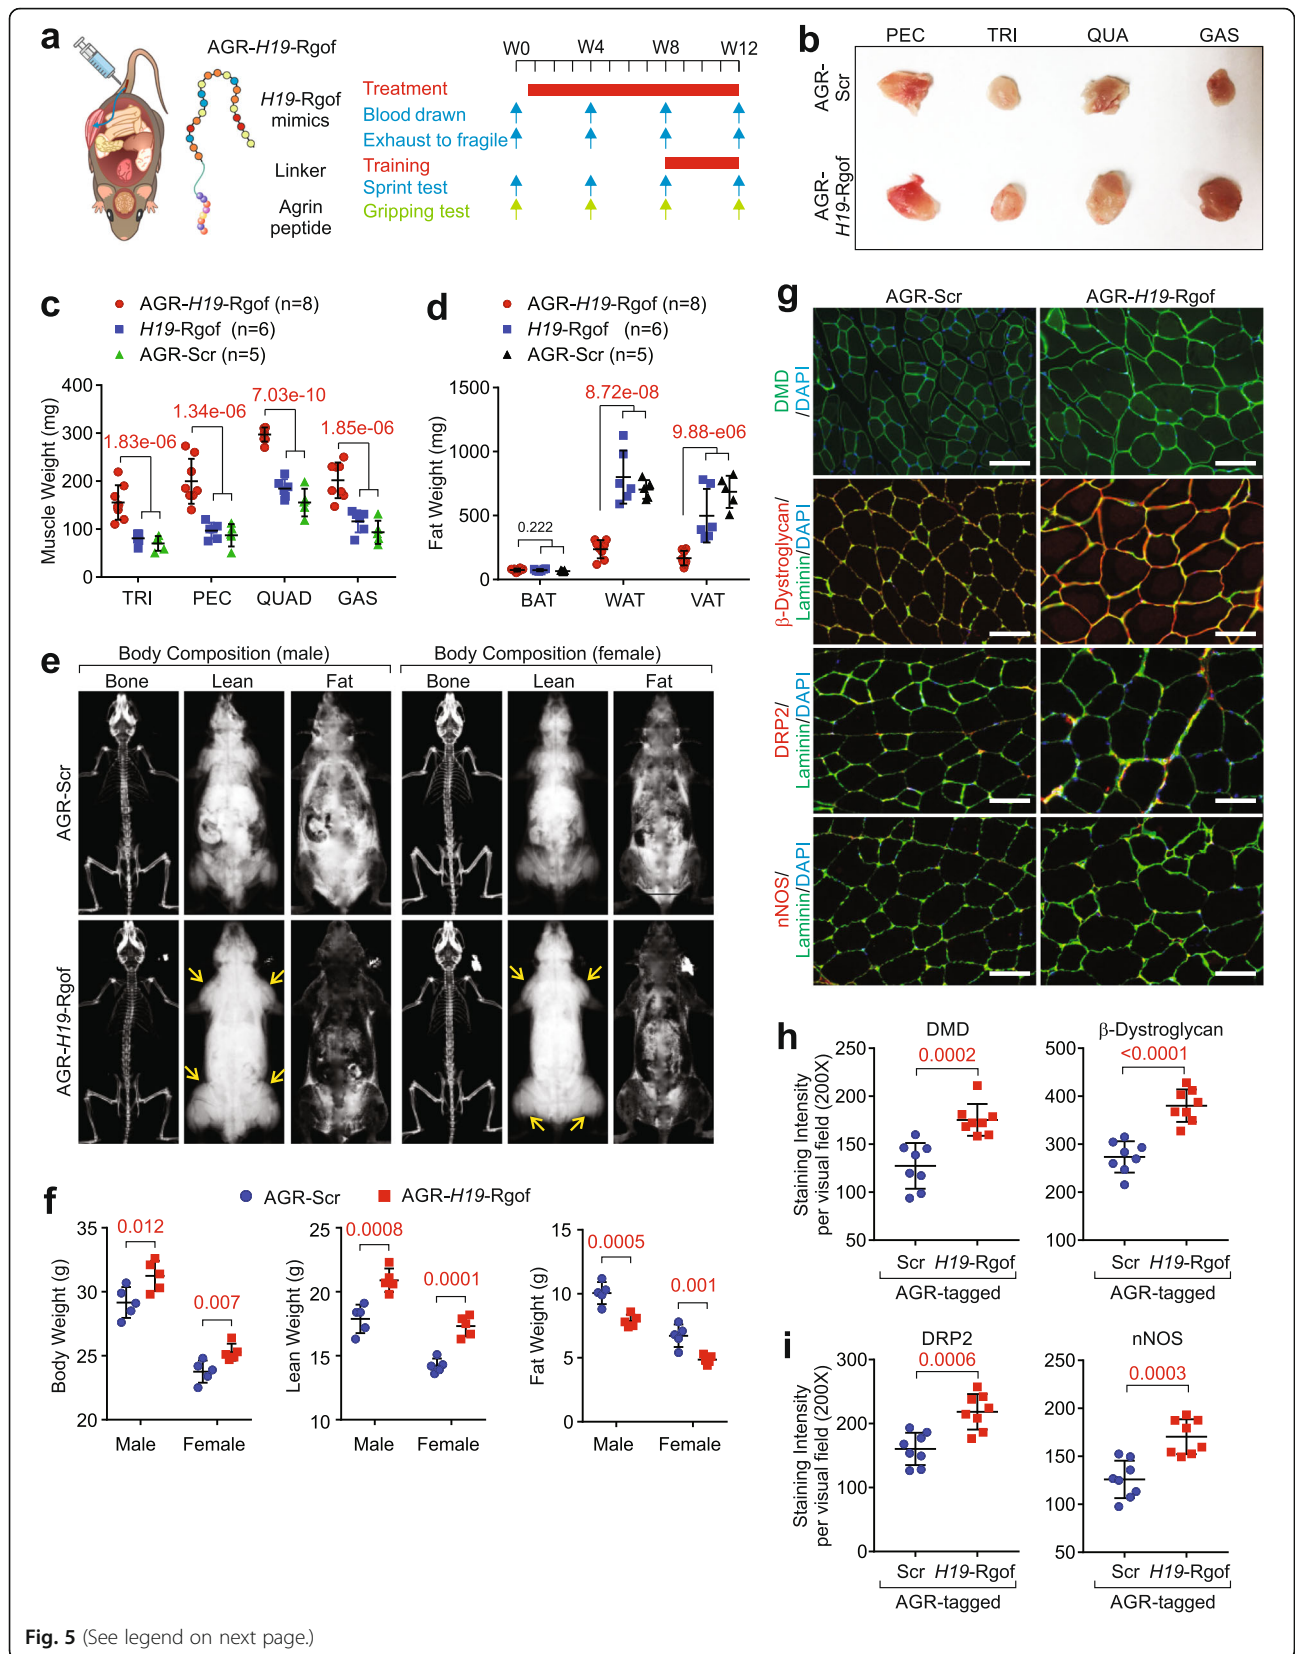 a
AGR-H19-Rgof
H19-Rgof
mimics
Linker
Agrin
peptide
W0 W4 W8 W12
Treatment
Blood drawn
Exhaust to fragile
Training
Sprint test
Gripping test
b
PEC TRI QUA GAS
AGR-
Scr
AGR-
H19-Rgof
c
AGR-H19-Rgof (n=8)
H19-Rgof (n=6)
AGR-Scr (n=5)
Muscle Weight (mg)
400
300
200
100
0
1.83e-06
1.34e-06
7.03e-10
1.85e-06
TRI PEC QUAD GAS
d
AGR-H19-Rgof (n=8)
H19-Rgof (n=6)
AGR-Scr (n=5)
Fat Weight (mg)
1500
1000
500
0
0.222
8.72e-08
9.88-e06
BAT WAT VAT
e
Body Composition (male) Body Composition (female)
Bone Lean Fat Bone Lean Fat
AGR-Scr
AGR-H19-Rgof
f
AGR-Scr AGR-H19-Rgof
Body Weight (g)
35
30
25
20
0.012
0.007
Male Female
Lean Weight (g)
25
20
15
10
0.0008
0.0001
Male Female
Fat Weight (g)
15
10
5
0
0.0005
0.001
Male Female
g
AGR-Scr AGR-H19-Rgof
DMD
/DAPI
β-Dystroglycan/
Laminin/DAPI
DRP2/
Laminin/DAPI
nNOS/
Laminin/DAPI
h
DMD
Staining Intensity
per visual field (200X)
250
200
150
100
50
0.0002
Scr H19-Rgof
AGR-tagged
β-Dystroglycan
500
400
300
200
100
<0.0001
Scr H19-Rgof
AGR-tagged
i
DRP2
Staining Intensity
per visual field (200X)
300
200
100
0
0.0006
Scr H19-Rgof
AGR-tagged
nNOS
250
200
150
100
50
0.0003
Scr H19-Rgof
AGR-tagged
Fig. 5 (See legend on next page.)